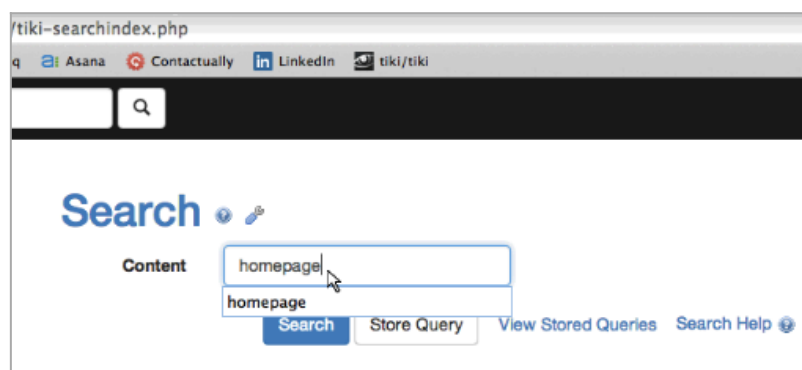 /tiki-searchindex.php
q Asana Contactually LinkedIn tiki/tiki
Search
Content homepage
homepage
Search Store Query View Stored Queries Search Help